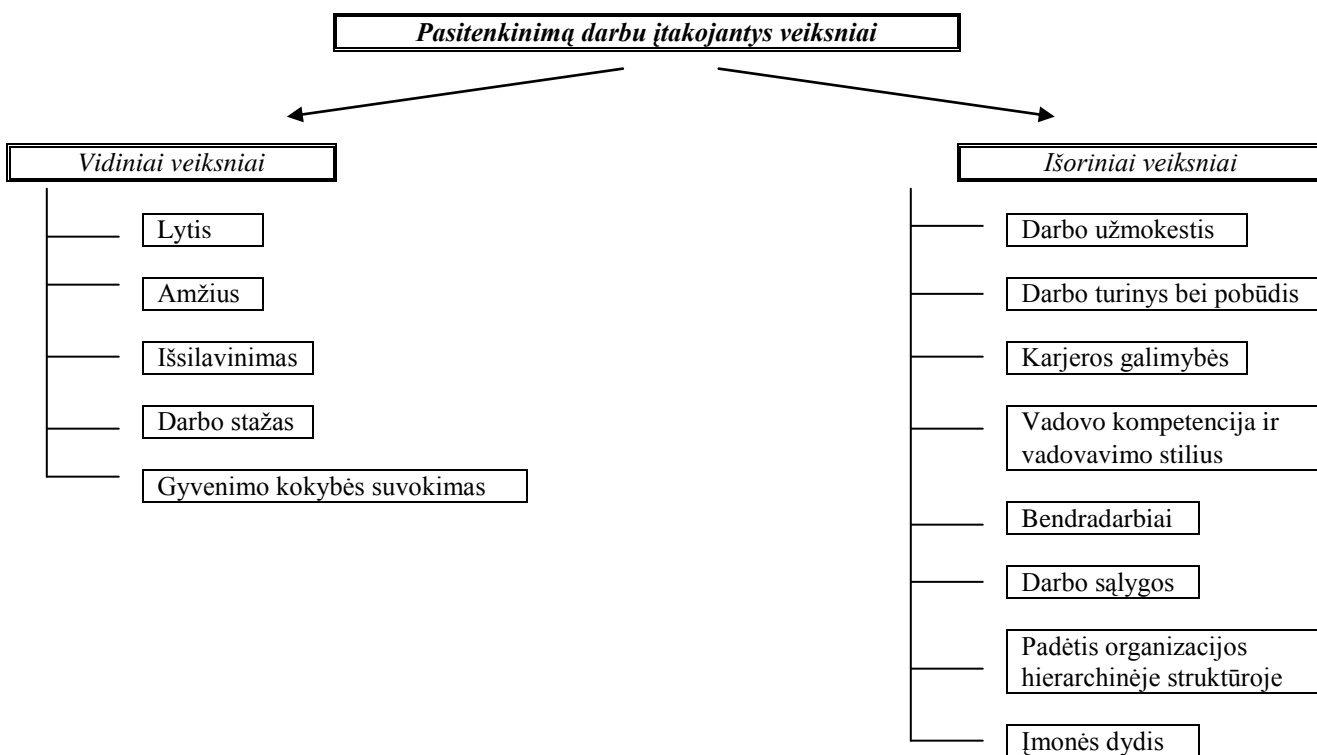 Pasitenkinimą darbu įtakojantys veiksniai
Vidiniai veiksniai
Lytis
Amžius
Išsilavinimas
Darbo stažas
Gyvenimo kokybės suvokimas
Išoriniai veiksniai
Darbo užmokestis
Darbo turinys bei pobūdis
Karjeros galimybės
Vadovo kompetencija ir
vadovavimo stilius
Bendradarbiai
Darbo sąlygos
Padėtis organizacijos
hierarchinėje struktūroje
Įmonės dydis